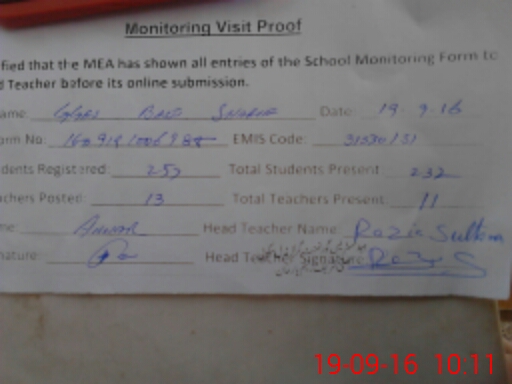 Monitoring Visit Proof
fied that the MEA has shown all entries of the School Monitoring Form to
d Teacher before its online submission.
ame: Date: 19.9.16
orm No: EMIS Code:
dents Registered: Total Students Present 232
chers Posted: 13 Total Teachers Present: 11
me: Anwar Head Teacher Name: Razia Sultana
nature: Head Teacher Signature:
19-09-16 10:11